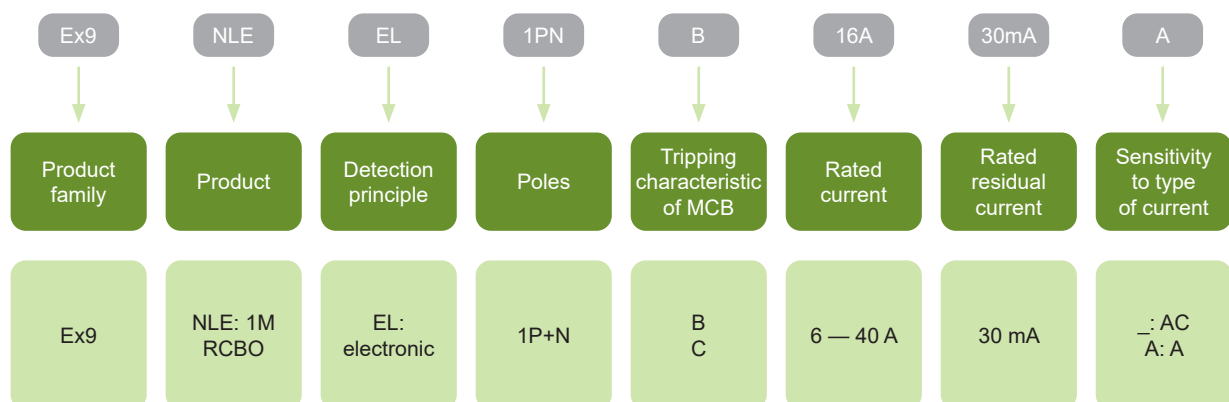 Ex9 NLE EL 1PN B 16A 30mA A
Product
family
Product
Detection
principle
Poles
Tripping
characteristic
of MCB
Rated
current
Rated
residual
current
Sensitivity
to type
of current
Ex9
NLE: 1M
RCBO
EL:
electronic
1P+N
B
C
6 — 40 A
30 mA
_: AC
A: A